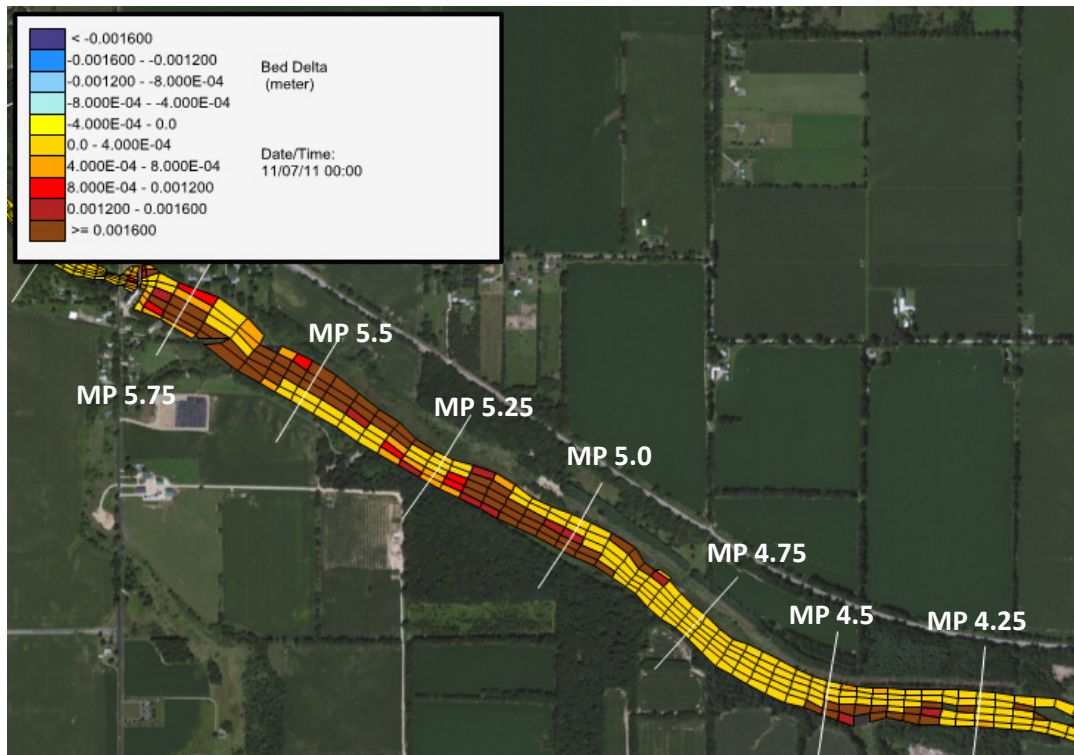 < -0.001600
-0.001600 - -0.001200
-0.001200 - -8.000E-04
-8.000E-04 - -4.000E-04
-4.000E-04 - 0.0
0.0 - 4.000E-04
4.000E-04 - 8.000E-04
8.000E-04 - 0.001200
0.001200 - 0.001600
>= 0.001600
Bed Delta
(meter)
Date/Time:
11/07/11 00:00
MP 5.75
MP 5.5
MP 5.25
MP 5.0
MP 4.75
MP 4.5
MP 4.25